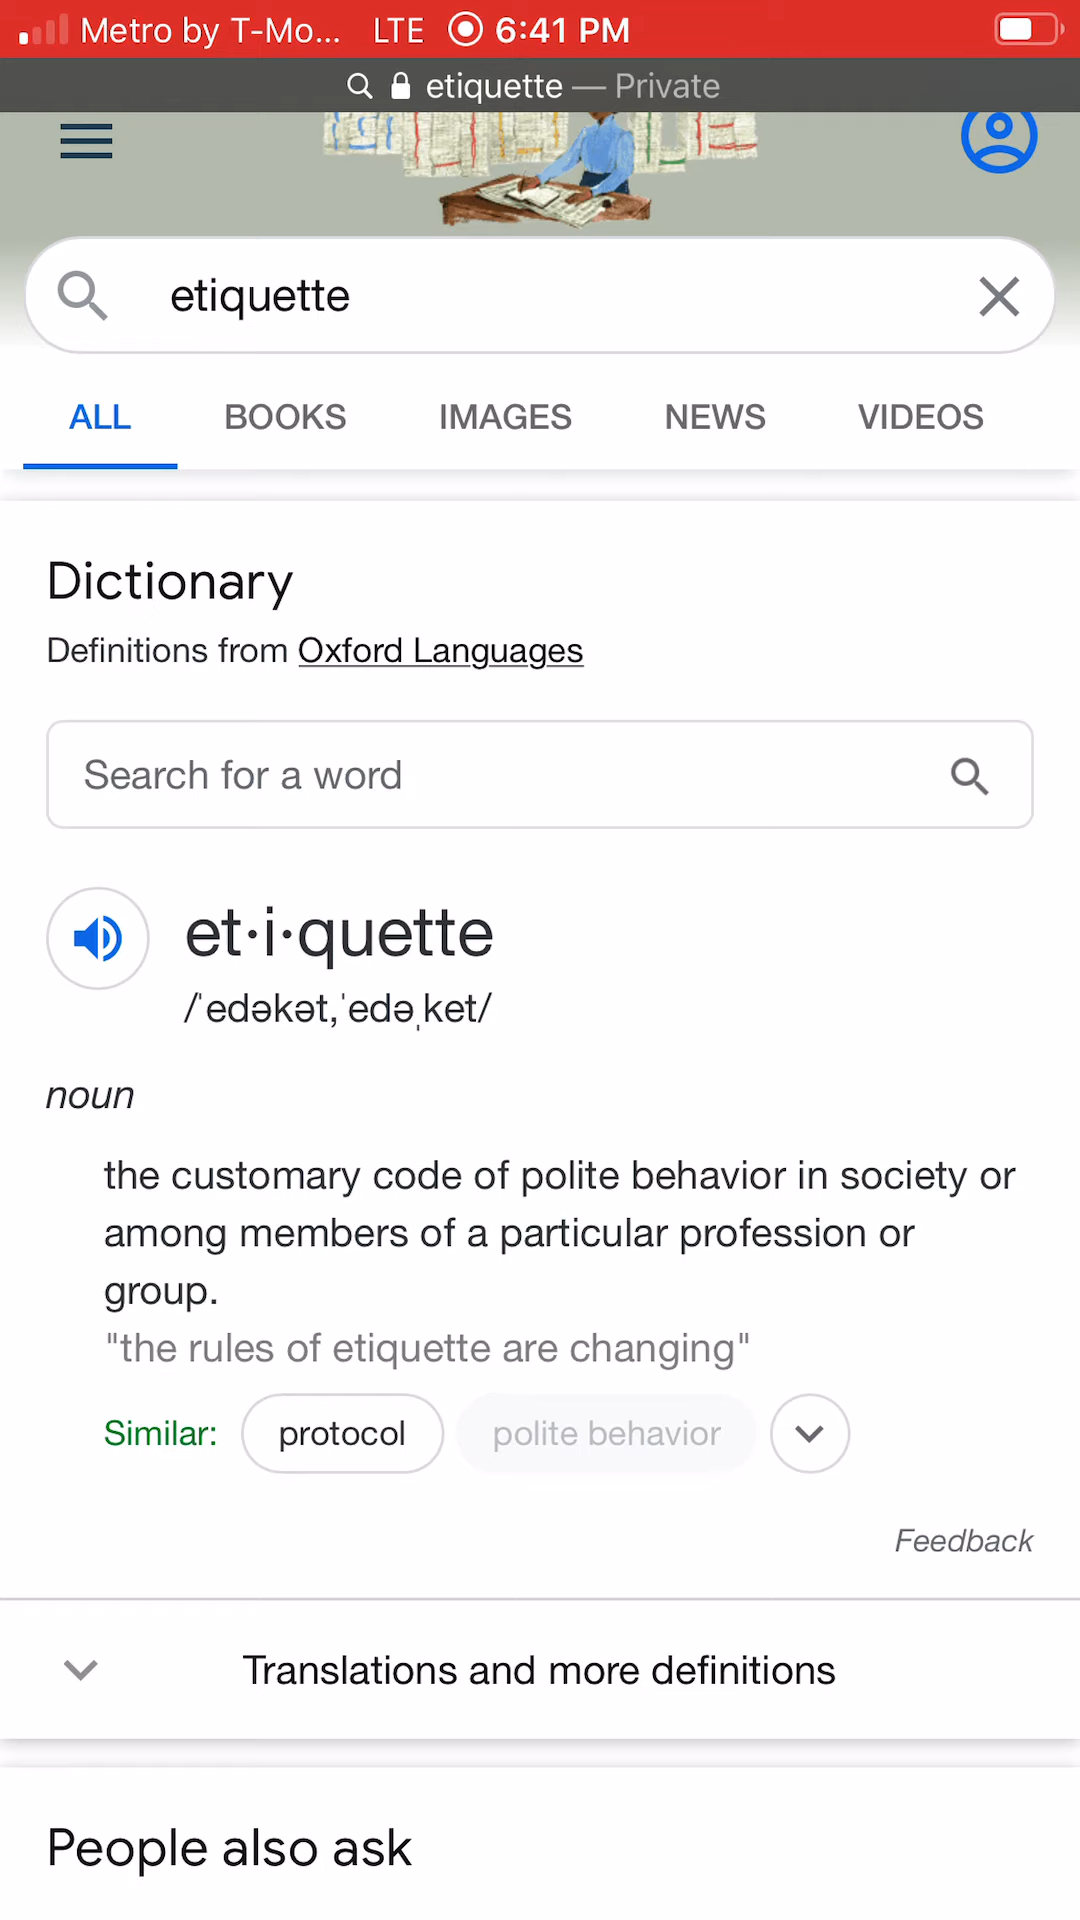 Metro by T-Mo... LTE 6:41 PM
etiquette — Private
etiquette
ALL BOOKS IMAGES NEWS VIDEOS
Dictionary
Definitions from Oxford Languages
Search for a word
et·i·quette
/ˈedəkət,ˈedəˌket/
noun
the customary code of polite behavior in society or
among members of a particular profession or
group.
"the rules of etiquette are changing"
Similar: protocol polite behavior
Feedback
Translations and more definitions
People also ask